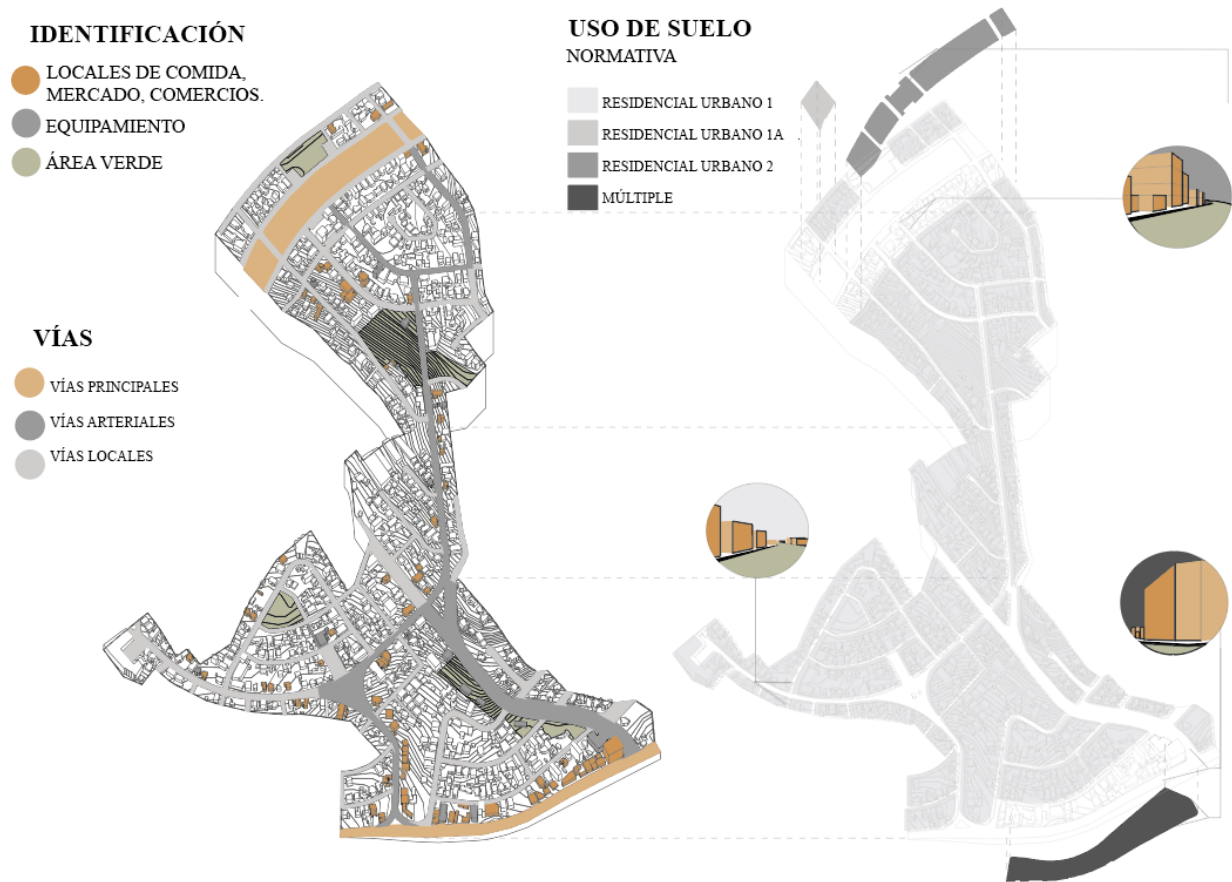 IDENTIFICACIÓN
LOCALES DE COMIDA,
MERCADO, COMERCIOS.
EQUIPAMIENTO
ÁREA VERDE
VÍAS
VÍAS PRINCIPALES
VÍAS ARTERIALES
VÍAS LOCALES
USO DE SUELO
NORMATIVA
RESIDENCIAL URBANO 1
RESIDENCIAL URBANO 1A .
RESIDENCIAL URBANO 2
MÚLTIPLE